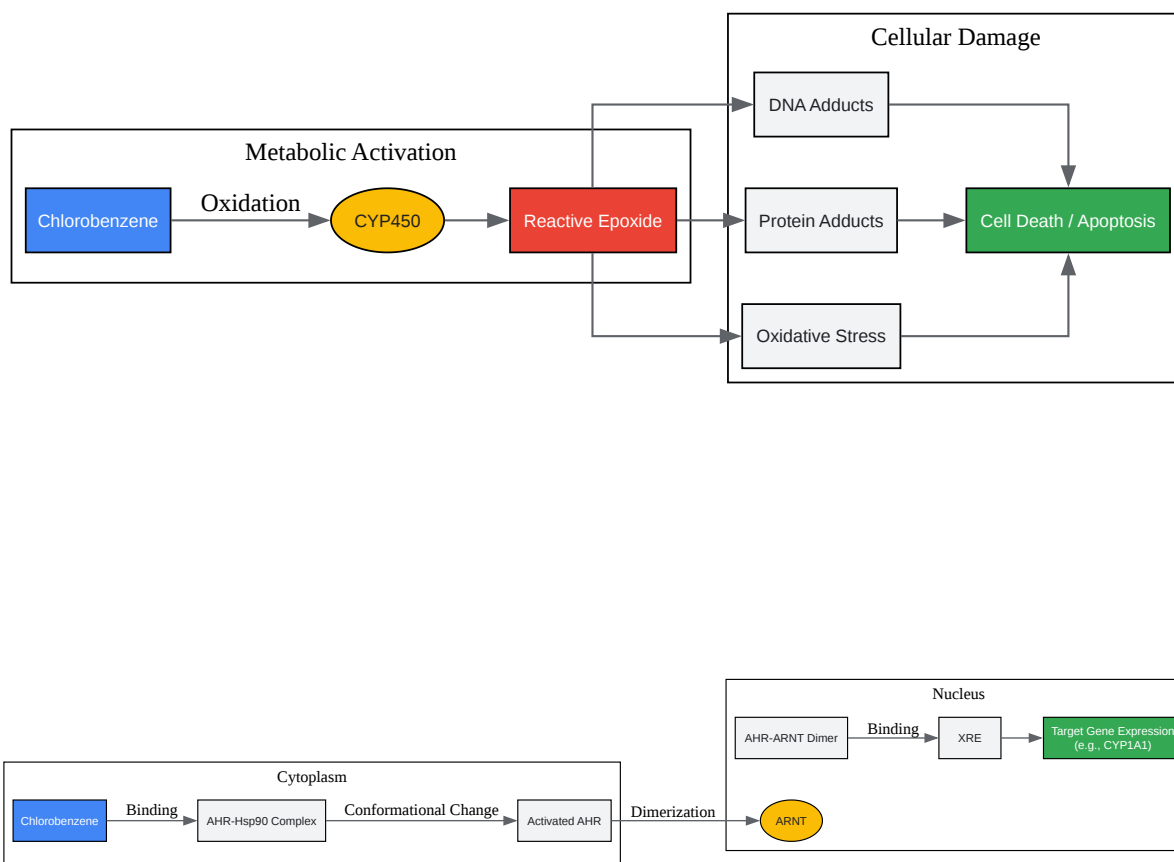 Cellular Damage
DNA Adducts
Metabolic Activation
Chlorobenzene
Oxidation
CYP450
Reactive Epoxide
Protein Adducts
Cell Death / Apoptosis
Oxidative Stress
Nucleus
AHR-ARNT Dimer
Binding
XRE
Target Gene Expression
(e.g., CYP1A1)
Cytoplasm
Chlorobenzene
Binding
AHR-Hsp90 Complex
Conformational Change
Activated AHR
Dimerization
ARNT